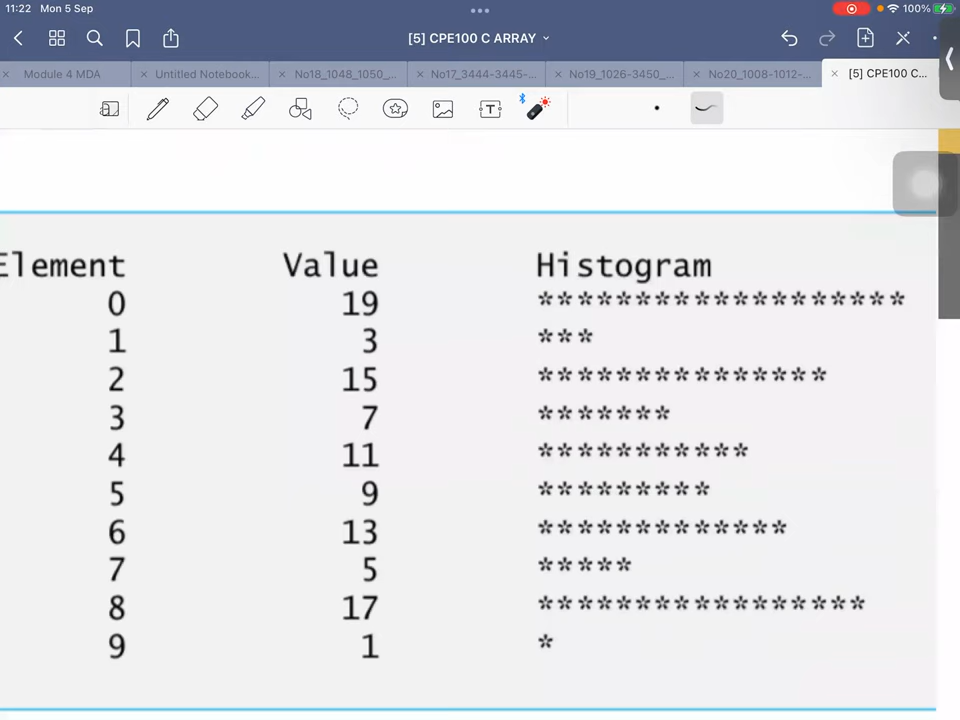 11:22 Mon 5 Sep
100%
[5] CPE100 C ARRAY
Module 4 MDA
Untitled Notebook...
No18_1048_1050_...
No17_3444-3445-...
No19_1026-3450_...
No20_1008-1012-...
[5] CPE100 C...
T
Element Value Histogram
0 19 *******************
1 3 ***
2 15 ***************
3 7 *******
4 11 ***********
5 9 *********
6 13 *************
7 5 *****
8 17 *****************
9 1 *